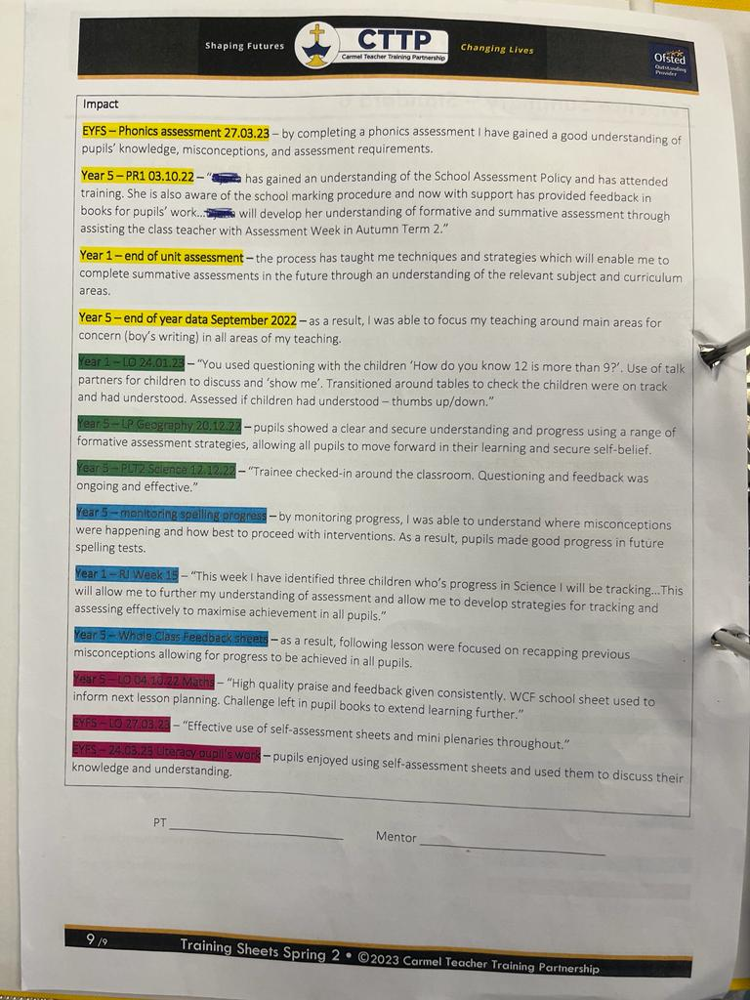 Shaping Futures
CTTP
Carmel Teacher Training Partnership
Changing Lives
Ofsted
Outstanding
Provider
Impact
EYFS – Phonics assessment 27.03.23 – by completing a phonics assessment I have gained a good understanding of
pupils' knowledge, misconceptions, and assessment requirements.
Year 5 – PR1 03.10.22 – " has gained an understanding of the School Assessment Policy and has attended
training. She is also aware of the school marking procedure and now with support has provided feedback in
books for pupils' work... will develop her understanding of formative and summative assessment through
assisting the class teacher with Assessment Week in Autumn Term 2."
Year 1 – end of unit assessment – the process has taught me techniques and strategies which will enable me to
complete summative assessments in the future through an understanding of the relevant subject and curriculum
areas.
Year 5 – end of year data September 2022 – as a result, I was able to focus my teaching around main areas for
concern (boy's writing) in all areas of my teaching.
Year 1 – LO 24.01.23 – "You used questioning with the children 'How do you know 12 is more than 9?'. Use of talk
partners for children to discuss and 'show me'. Transitioned around tables to check the children were on track
and had understood. Assessed if children had understood – thumbs up/down."
Year 5 – LP Geography 20.12.22 – pupils showed a clear and secure understanding and progress using a range of
formative assessment strategies, allowing all pupils to move forward in their learning and secure self-belief.
Year 5 – PLT2 Science 12.12.22 – "Trainee checked-in around the classroom. Questioning and feedback was
ongoing and effective."
Year 5 – monitoring spelling progress – by monitoring progress, I was able to understand where misconceptions
were happening and how best to proceed with interventions. As a result, pupils made good progress in future
spelling tests.
Year 1 – RJ Week 15 – "This week I have identified three children who's progress in Science I will be tracking...This
will allow me to further my understanding of assessment and allow me to develop strategies for tracking and
assessing effectively to maximise achievement in all pupils."
Year 5 – Whole Class Feedback sheets – as a result, following lesson were focused on recapping previous
misconceptions allowing for progress to be achieved in all pupils.
Year 5 – LO 04.10.22 Maths – "High quality praise and feedback given consistently. WCF school sheet used to
inform next lesson planning. Challenge left in pupil books to extend learning further."
EYFS – LO 27.03.23 – "Effective use of self-assessment sheets and mini plenaries throughout."
EYFS – 24.03.23 Literacy pupil's work – pupils enjoyed using self-assessment sheets and used them to discuss their
knowledge and understanding.
PT
Mentor
9 /9
Training Sheets Spring 2 • ©2023 Carmel Teacher Training Partnership